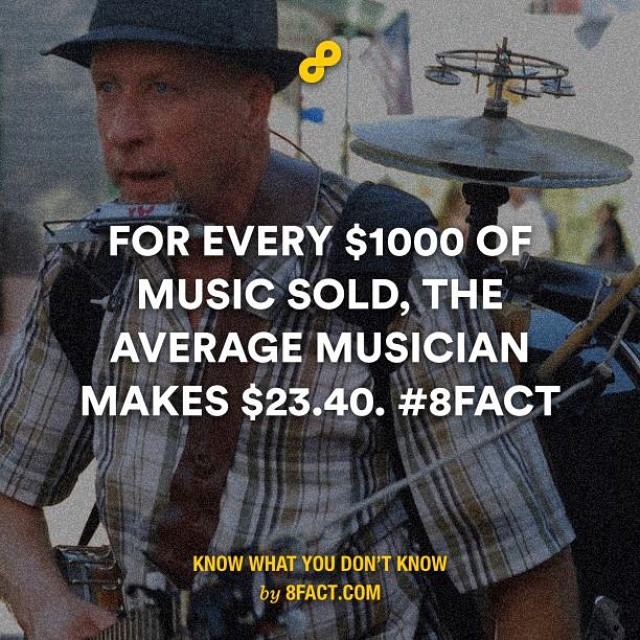 FOR EVERY $1000 OF
MUSIC SOLD, THE
AVERAGE MUSICIAN
MAKES $23.40. #8FACT
KNOW WHAT YOU DON'T KNOW
by 8FACT.COM